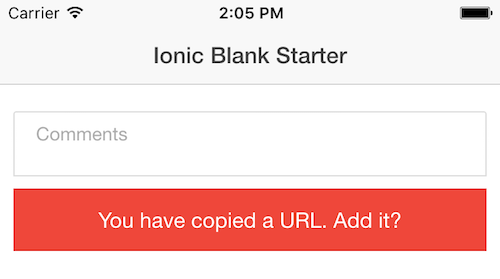 Carrier 2:05 PM
Ionic Blank Starter
Comments
You have copied a URL. Add it?